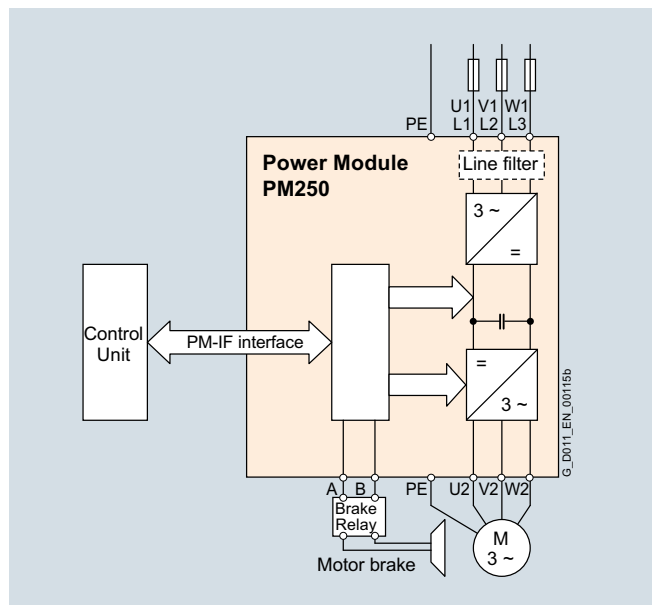 U1 V1 W1
PE L1 L2 L3
Power Module
PM250
Line filter
3 ~
=
Control
Unit
PM-IF interface
=
3 ~
G_D011_EN_00115b
A B PE U2 V2 W2
Brake
Relay
Motor brake
M
3 ~